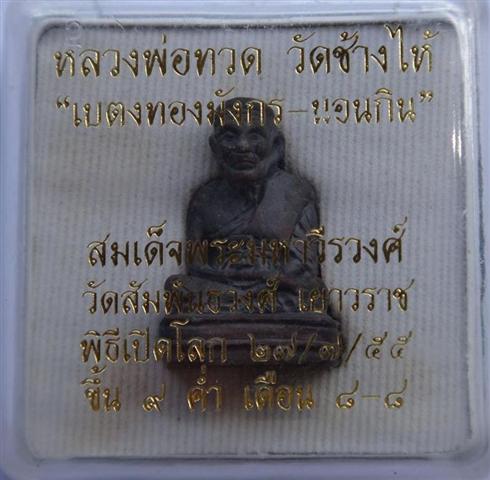 หลวงพ่อทวด วัดช้างไห้
“เบตงทองมังกร-นอนกิน”
สมเด็จพระมหาวีรวงศ์
วัดสัมพันธวงศ์ เยาวราช
พิธีเปิดโลก ๒๗/๗/๕๕
ขึ้น ๙ ค่ำ เดือน ๘-๘